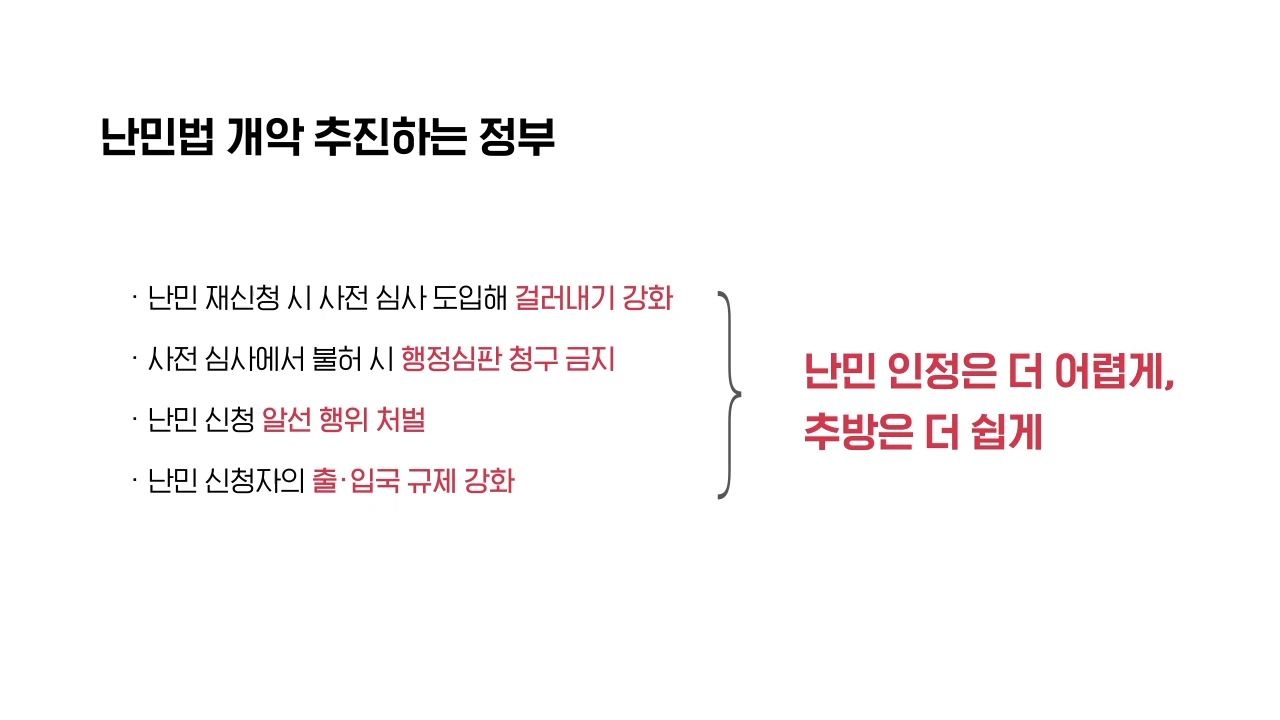 난민법 개악 추진하는 정부
· 난민 재신청 시 사전 심사 도입해 걸러내기 강화
· 사전 심사에서 불허 시 행정심판 청구 금지
· 난민 신청 알선 행위 처벌
· 난민 신청자의 출·입국 규제 강화
난민 인정은 더 어렵게,
추방은 더 쉽게